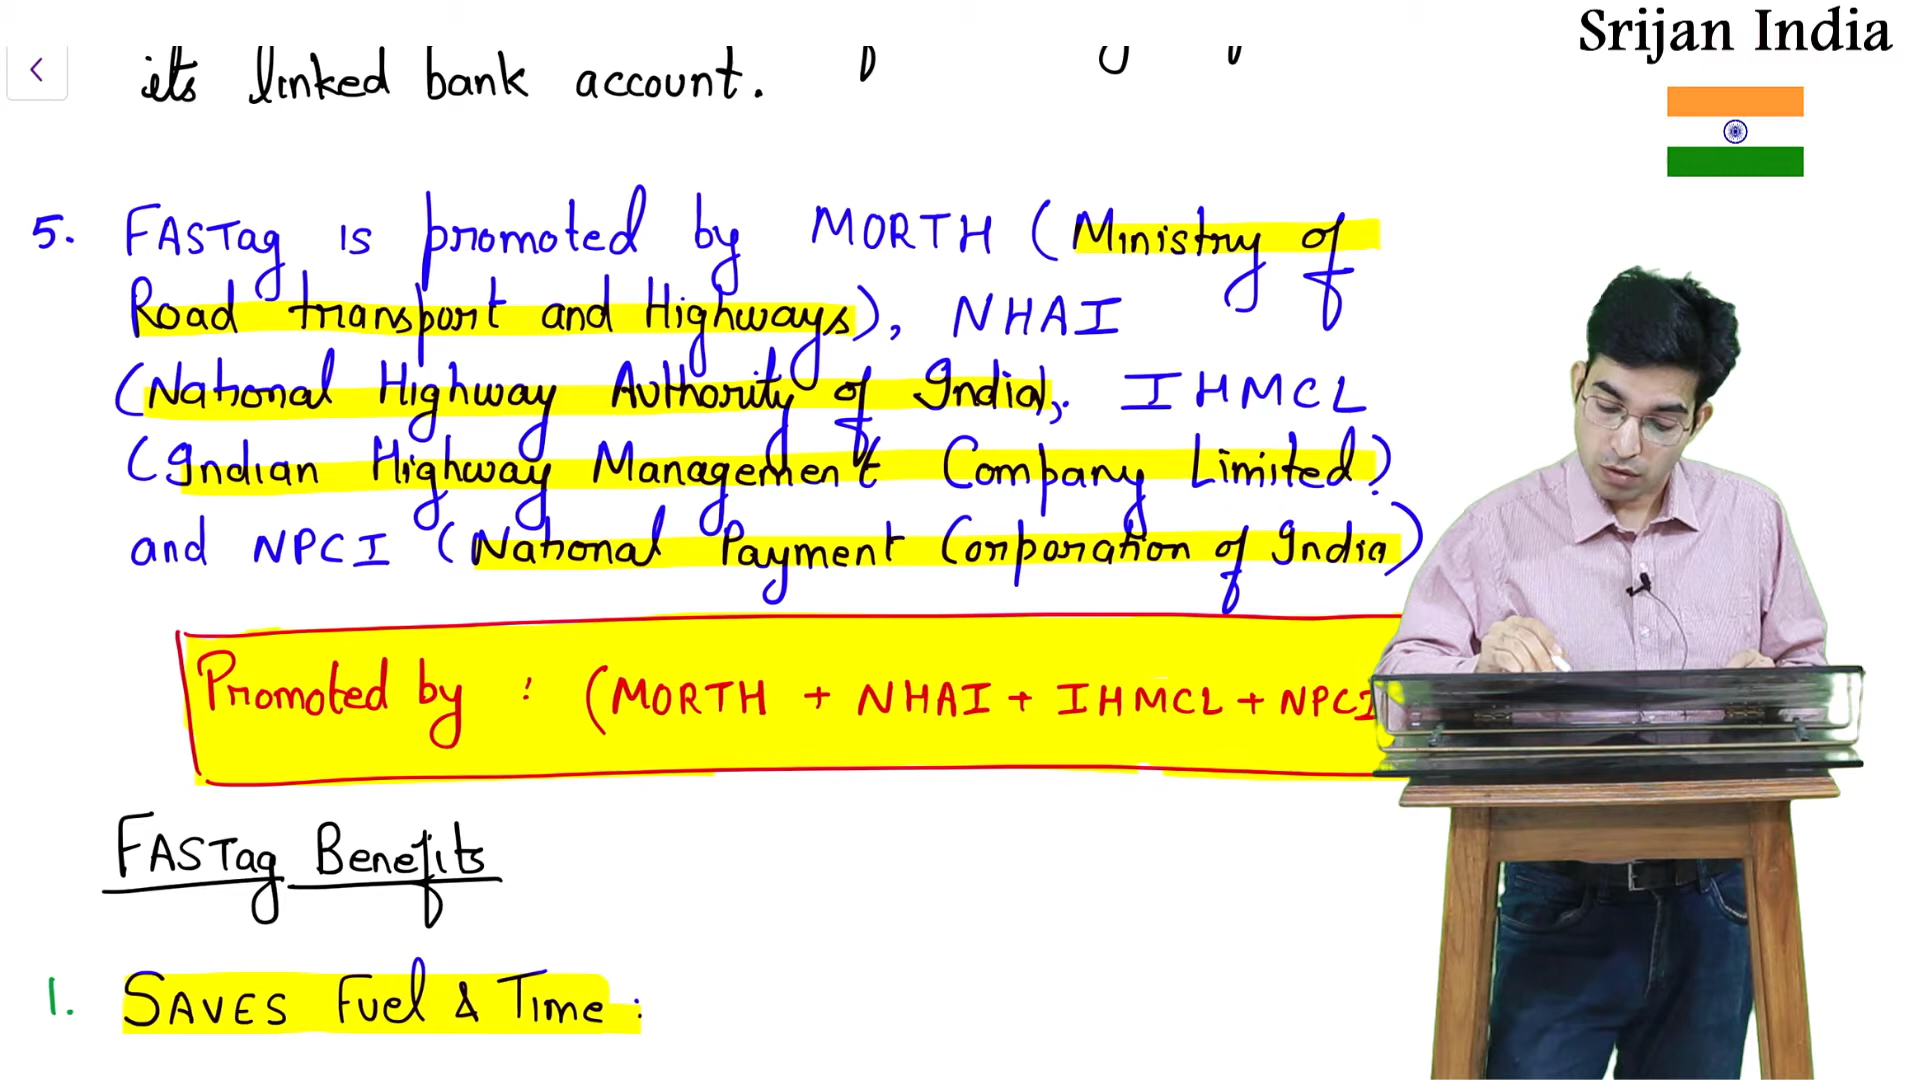 Srijan India
its linked bank account.
5. FASTag is promoted by MORTH (Ministry of
Road transport and Highways), NHAI
(National Highway Authority of India), IHMCL
(Indian Highway Management Company Limited)
and NPCI (National Payment Corporation of India)
Promoted by : (MORTH + NHAI + IHMCL + NPCI
FASTag Benefits
1. SAVES Fuel & Time :